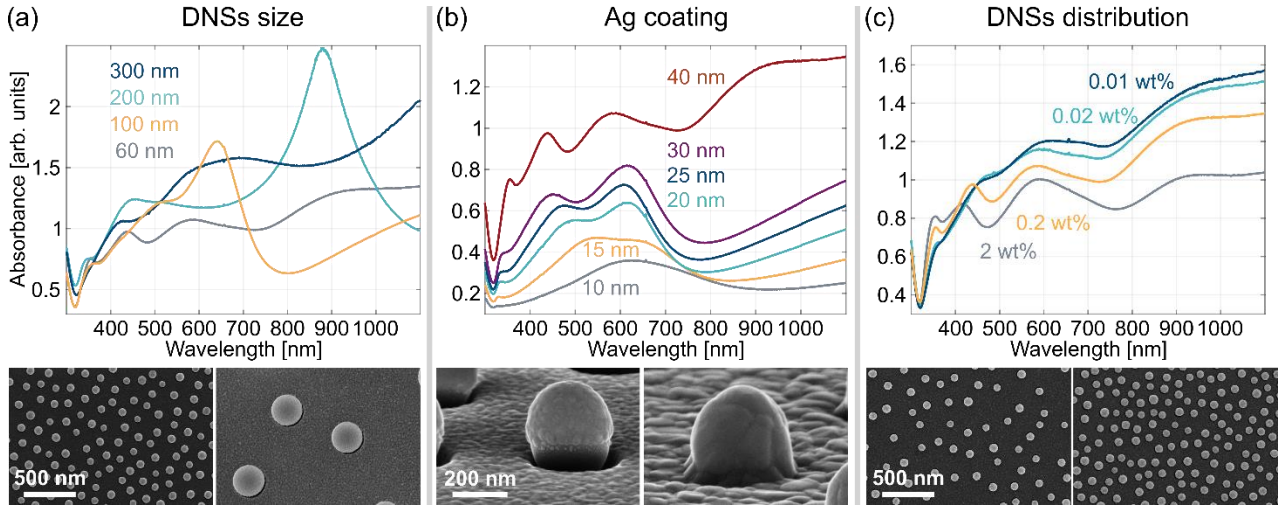 (a) DNSs size
Absorbance [arb. units]
2
1.5
1
0.5
300 nm
200 nm
100 nm
60 nm
400 500 600 700 800 900 1000
Wavelength [nm]
500 nm
(b) Ag coating
1.2
1
0.8
0.6
0.4
0.2
40 nm
30 nm
25 nm
20 nm
15 nm
10 nm
400 500 600 700 800 900 1000
Wavelength [nm]
200 nm
(c) DNSs distribution
1.6
1.4
1.2
1
0.8
0.6
0.4
0.01 wt%
0.02 wt%
0.2 wt%
2 wt%
400 500 600 700 800 900 1000
Wavelength [nm]
500 nm